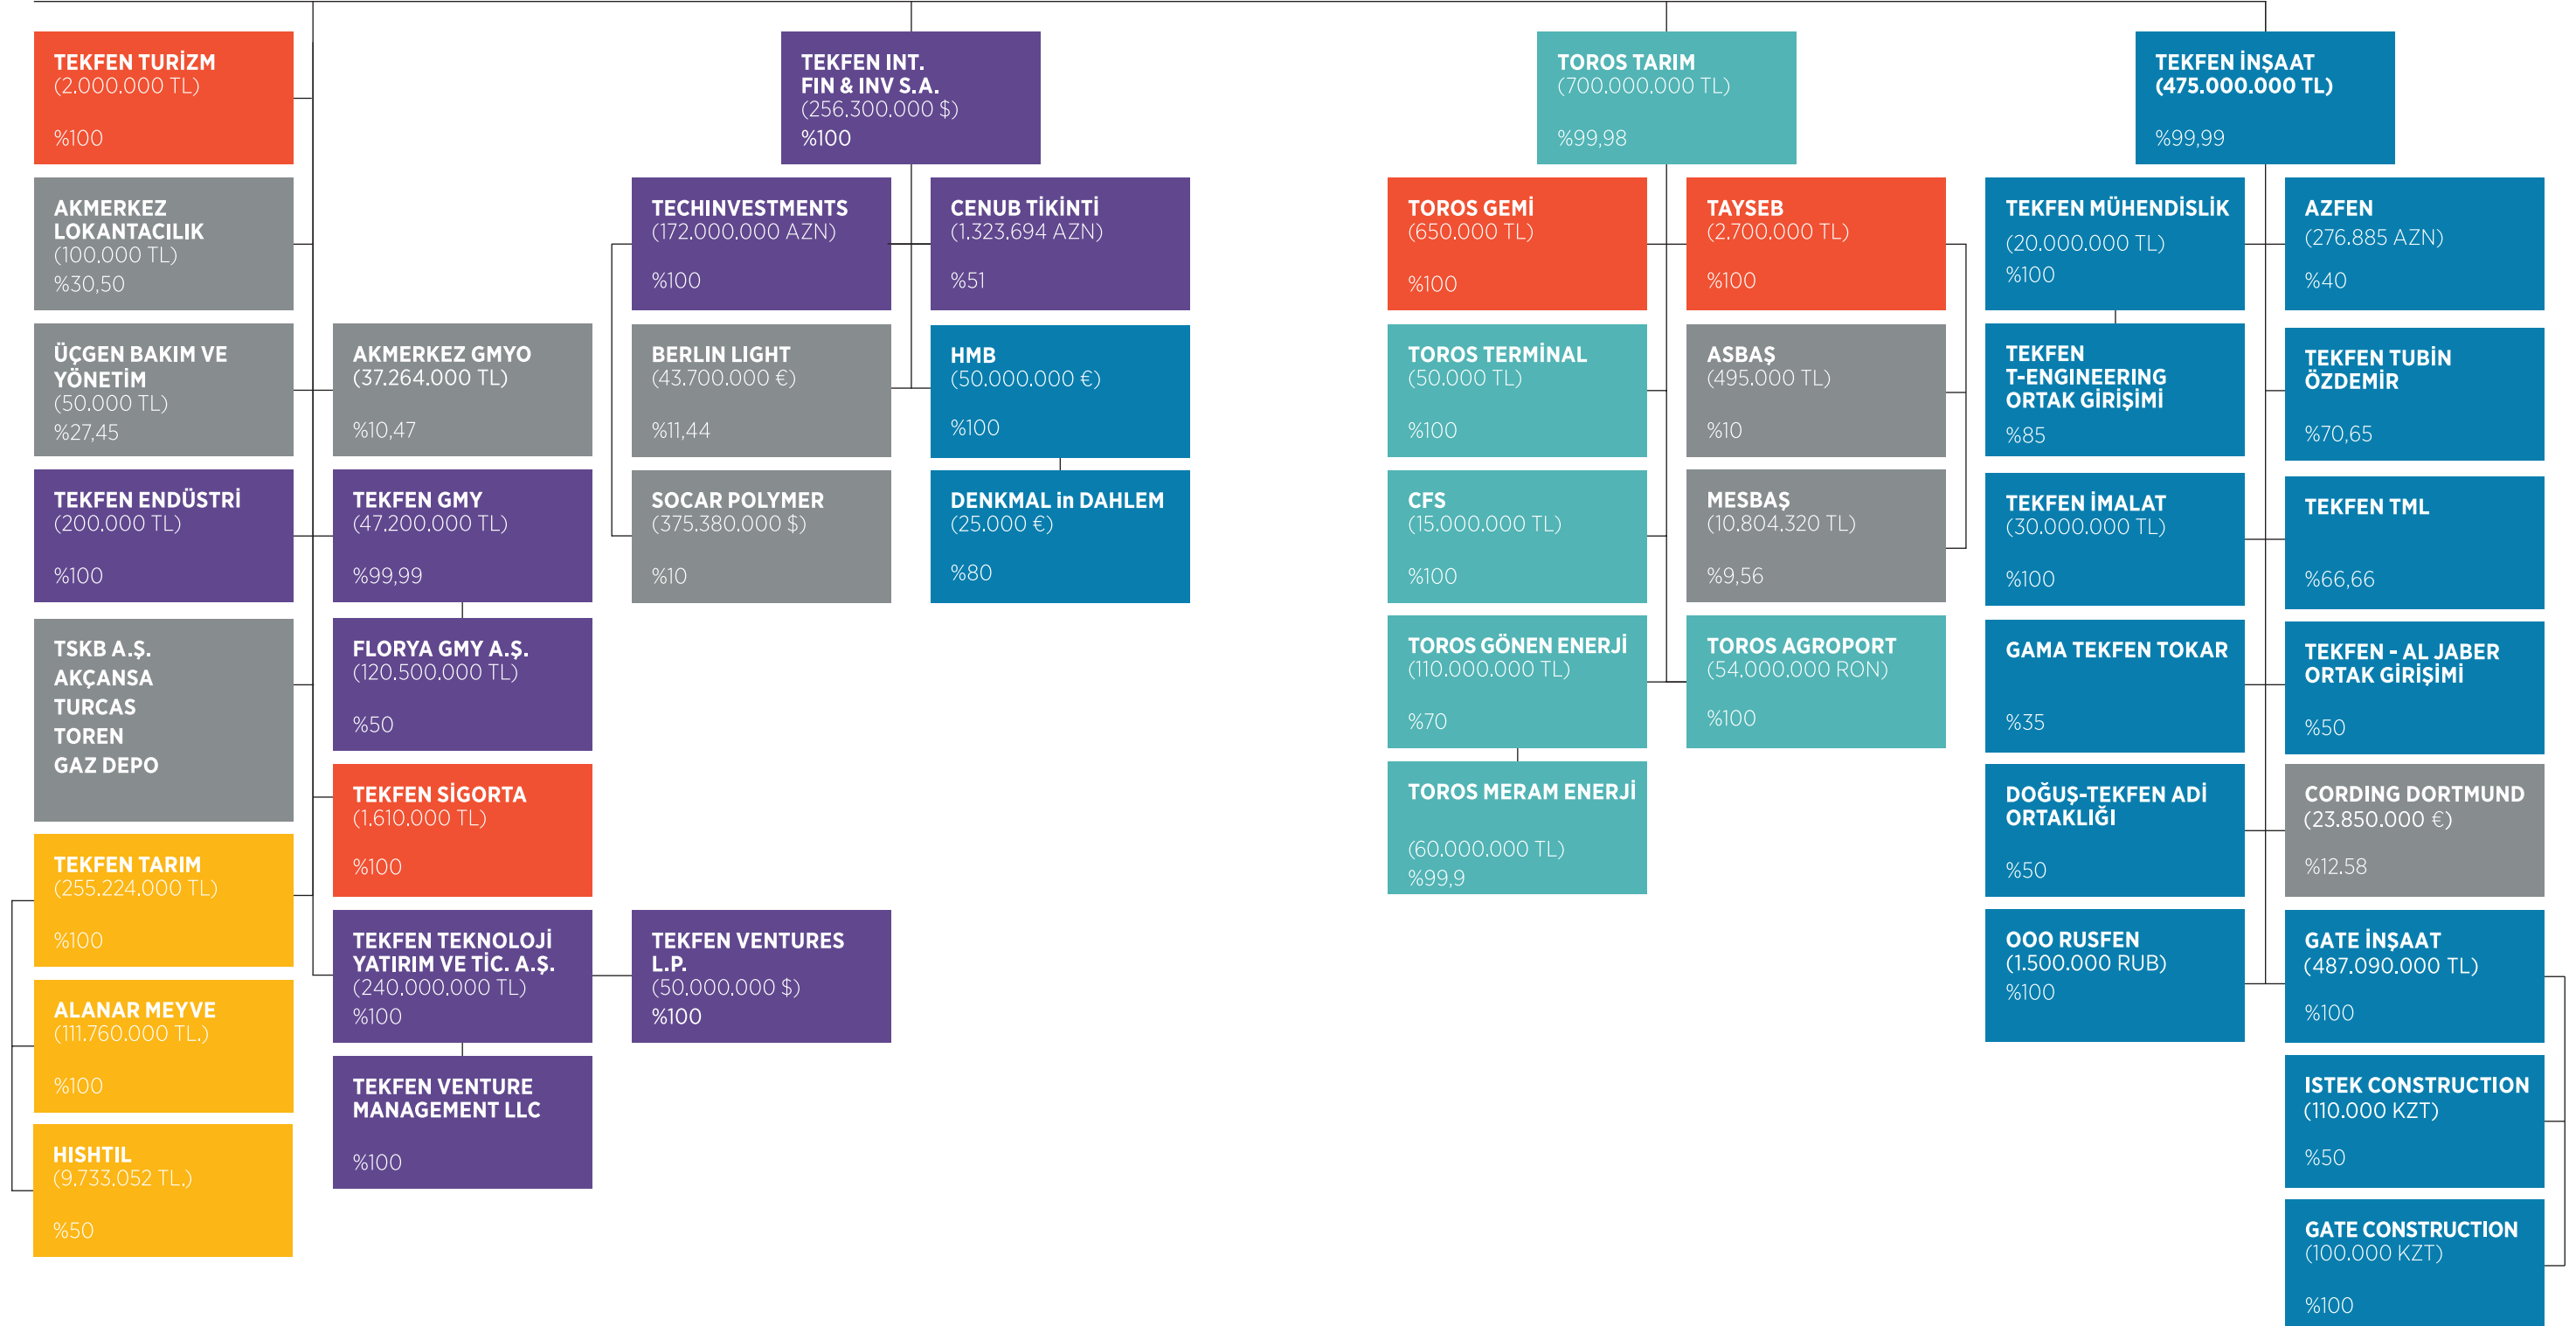 TEKFEN TURİZM
(2.000.000 TL)
%100
AKMERKEZ
LOKANTACILIK
(100.000 TL)
%30,50
ÜÇGEN BAKIM VE
YÖNETİM
(50.000 TL)
%27,45
AKMERKEZ GMYO
(37.264.000 TL)
%10,47
TEKFEN ENDÜSTRİ
(200.000 TL)
%100
TEKFEN GMY
(47.200.000 TL)
%99,99
TSKB A.Ş.
AKÇANSA
TURCAS
TOREN
GAZ DEPO
FLORYA GMY A.Ş.
(120.500.000 TL)
%50
TEKFEN SİGORTA
(1.610.000 TL)
%100
TEKFEN TARIM
(255.224.000 TL)
%100
ALANAR MEYVE
(111.760.000 TL.)
%100
HISHTIL
(9.733.052 TL.)
%50
TEKFEN TEKNOLOJİ
YATIRIM VE TİC. A.Ş.
(240.000.000 TL)
%100
TEKFEN VENTURES
L.P.
(50.000.000 $)
%100
TEKFEN VENTURE
MANAGEMENT LLC
%100
TEKFEN INT.
FIN & INV S.A.
(256.300.000 $)
%100
TECHINVESTMENTS
(172.000.000 AZN)
%100
CENUB TİKİNTİ
(1.323.694 AZN)
%51
BERLIN LIGHT
(43.700.000 €)
%11,44
HMB
(50.000.000 €)
%100
SOCAR POLYMER
(375.380.000 $)
%10
DENKMAL in DAHLEM
(25.000 €)
%80
TOROS TARIM
(700.000.000 TL)
%99,98
TOROS GEMİ
(650.000 TL)
%100
TAYSEB
(2.700.000 TL)
%100
TOROS TERMİNAL
(50.000 TL)
%100
ASBAŞ
(495.000 TL)
%10
CFS
(15.000.000 TL)
%100
MESBAŞ
(10.804.320 TL)
%9,56
TOROS GÖNEN ENERJİ
(110.000.000 TL)
%70
TOROS AGROPORT
(54.000.000 RON)
%100
TOROS MERAM ENERJİ
(60.000.000 TL)
%99,9
TEKFEN İNŞAAT
(475.000.000 TL)
%99,99
TEKFEN MÜHENDİSLİK
(20.000.000 TL)
%100
AZFEN
(276.885 AZN)
%40
TEKFEN
T-ENGINEERING
ORTAK GİRİŞİMİ
%85
TEKFEN TUBİN
ÖZDEMİR
%70,65
TEKFEN İMALAT
(30.000.000 TL)
%100
TEKFEN TML
%66,66
GAMA TEKFEN TOKAR
%35
TEKFEN - AL JABER
ORTAK GİRİŞİMİ
%50
DOĞUŞ-TEKFEN ADİ
ORTAKLIĞI
%50
CORDING DORTMUND
(23.850.000 €)
%12.58
OOO RUSFEN
(1.500.000 RUB)
%100
GATE İNŞAAT
(487.090.000 TL)
%100
ISTEK CONSTRUCTION
(110.000 KZT)
%50
GATE CONSTRUCTION
(100.000 KZT)
%100